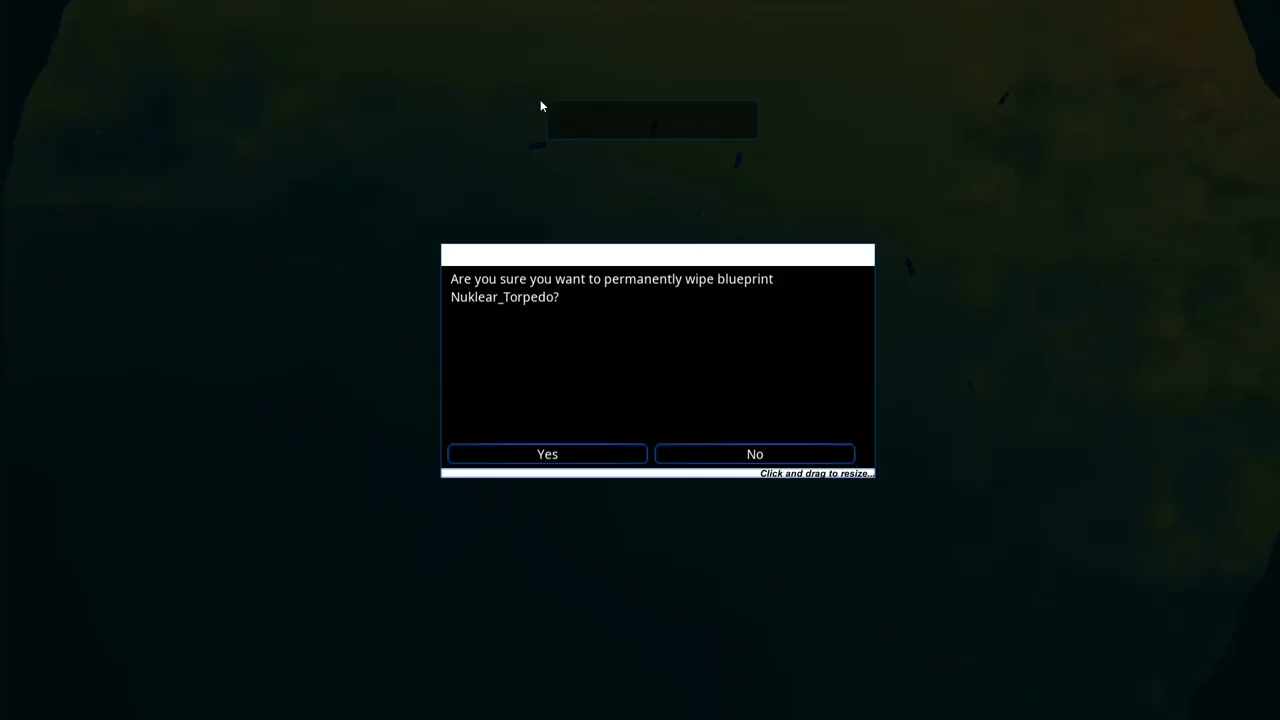 Are you sure you want to permanently wipe blueprint
Nuklear_Torpedo?
Yes
No
Click and drag to resize...